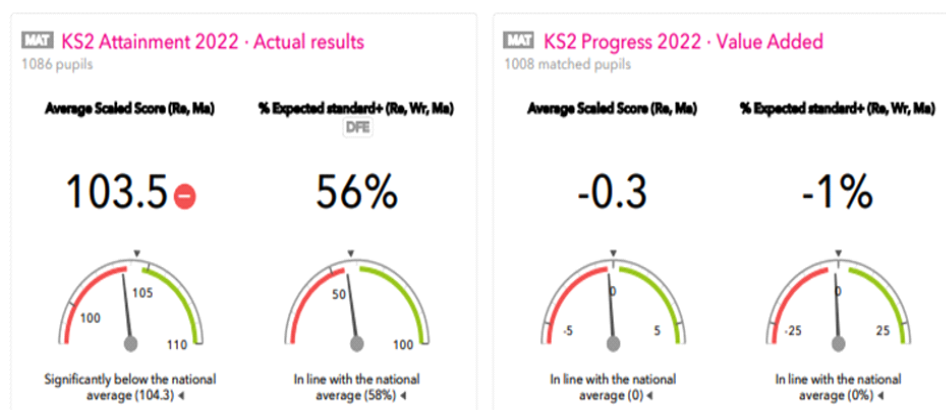 MAT KS2 Attainment 2022 · Actual results
1086 pupils
Average Scaled Score (Re, Ma)
% Expected standard+ (Re, Wr, Ma)
DFE
103.5
56%
100
105
110
50
100
Significantly below the national
average (104.3)
In line with the national
average (58%)
MAT KS2 Progress 2022 · Value Added
1008 matched pupils
Average Scaled Score (Re, Ma)
% Expected standard+ (Re, Wr, Ma)
-0.3
-1%
-5
0
5
-25
0
25
In line with the national
average (0)
In line with the national
average (0%)